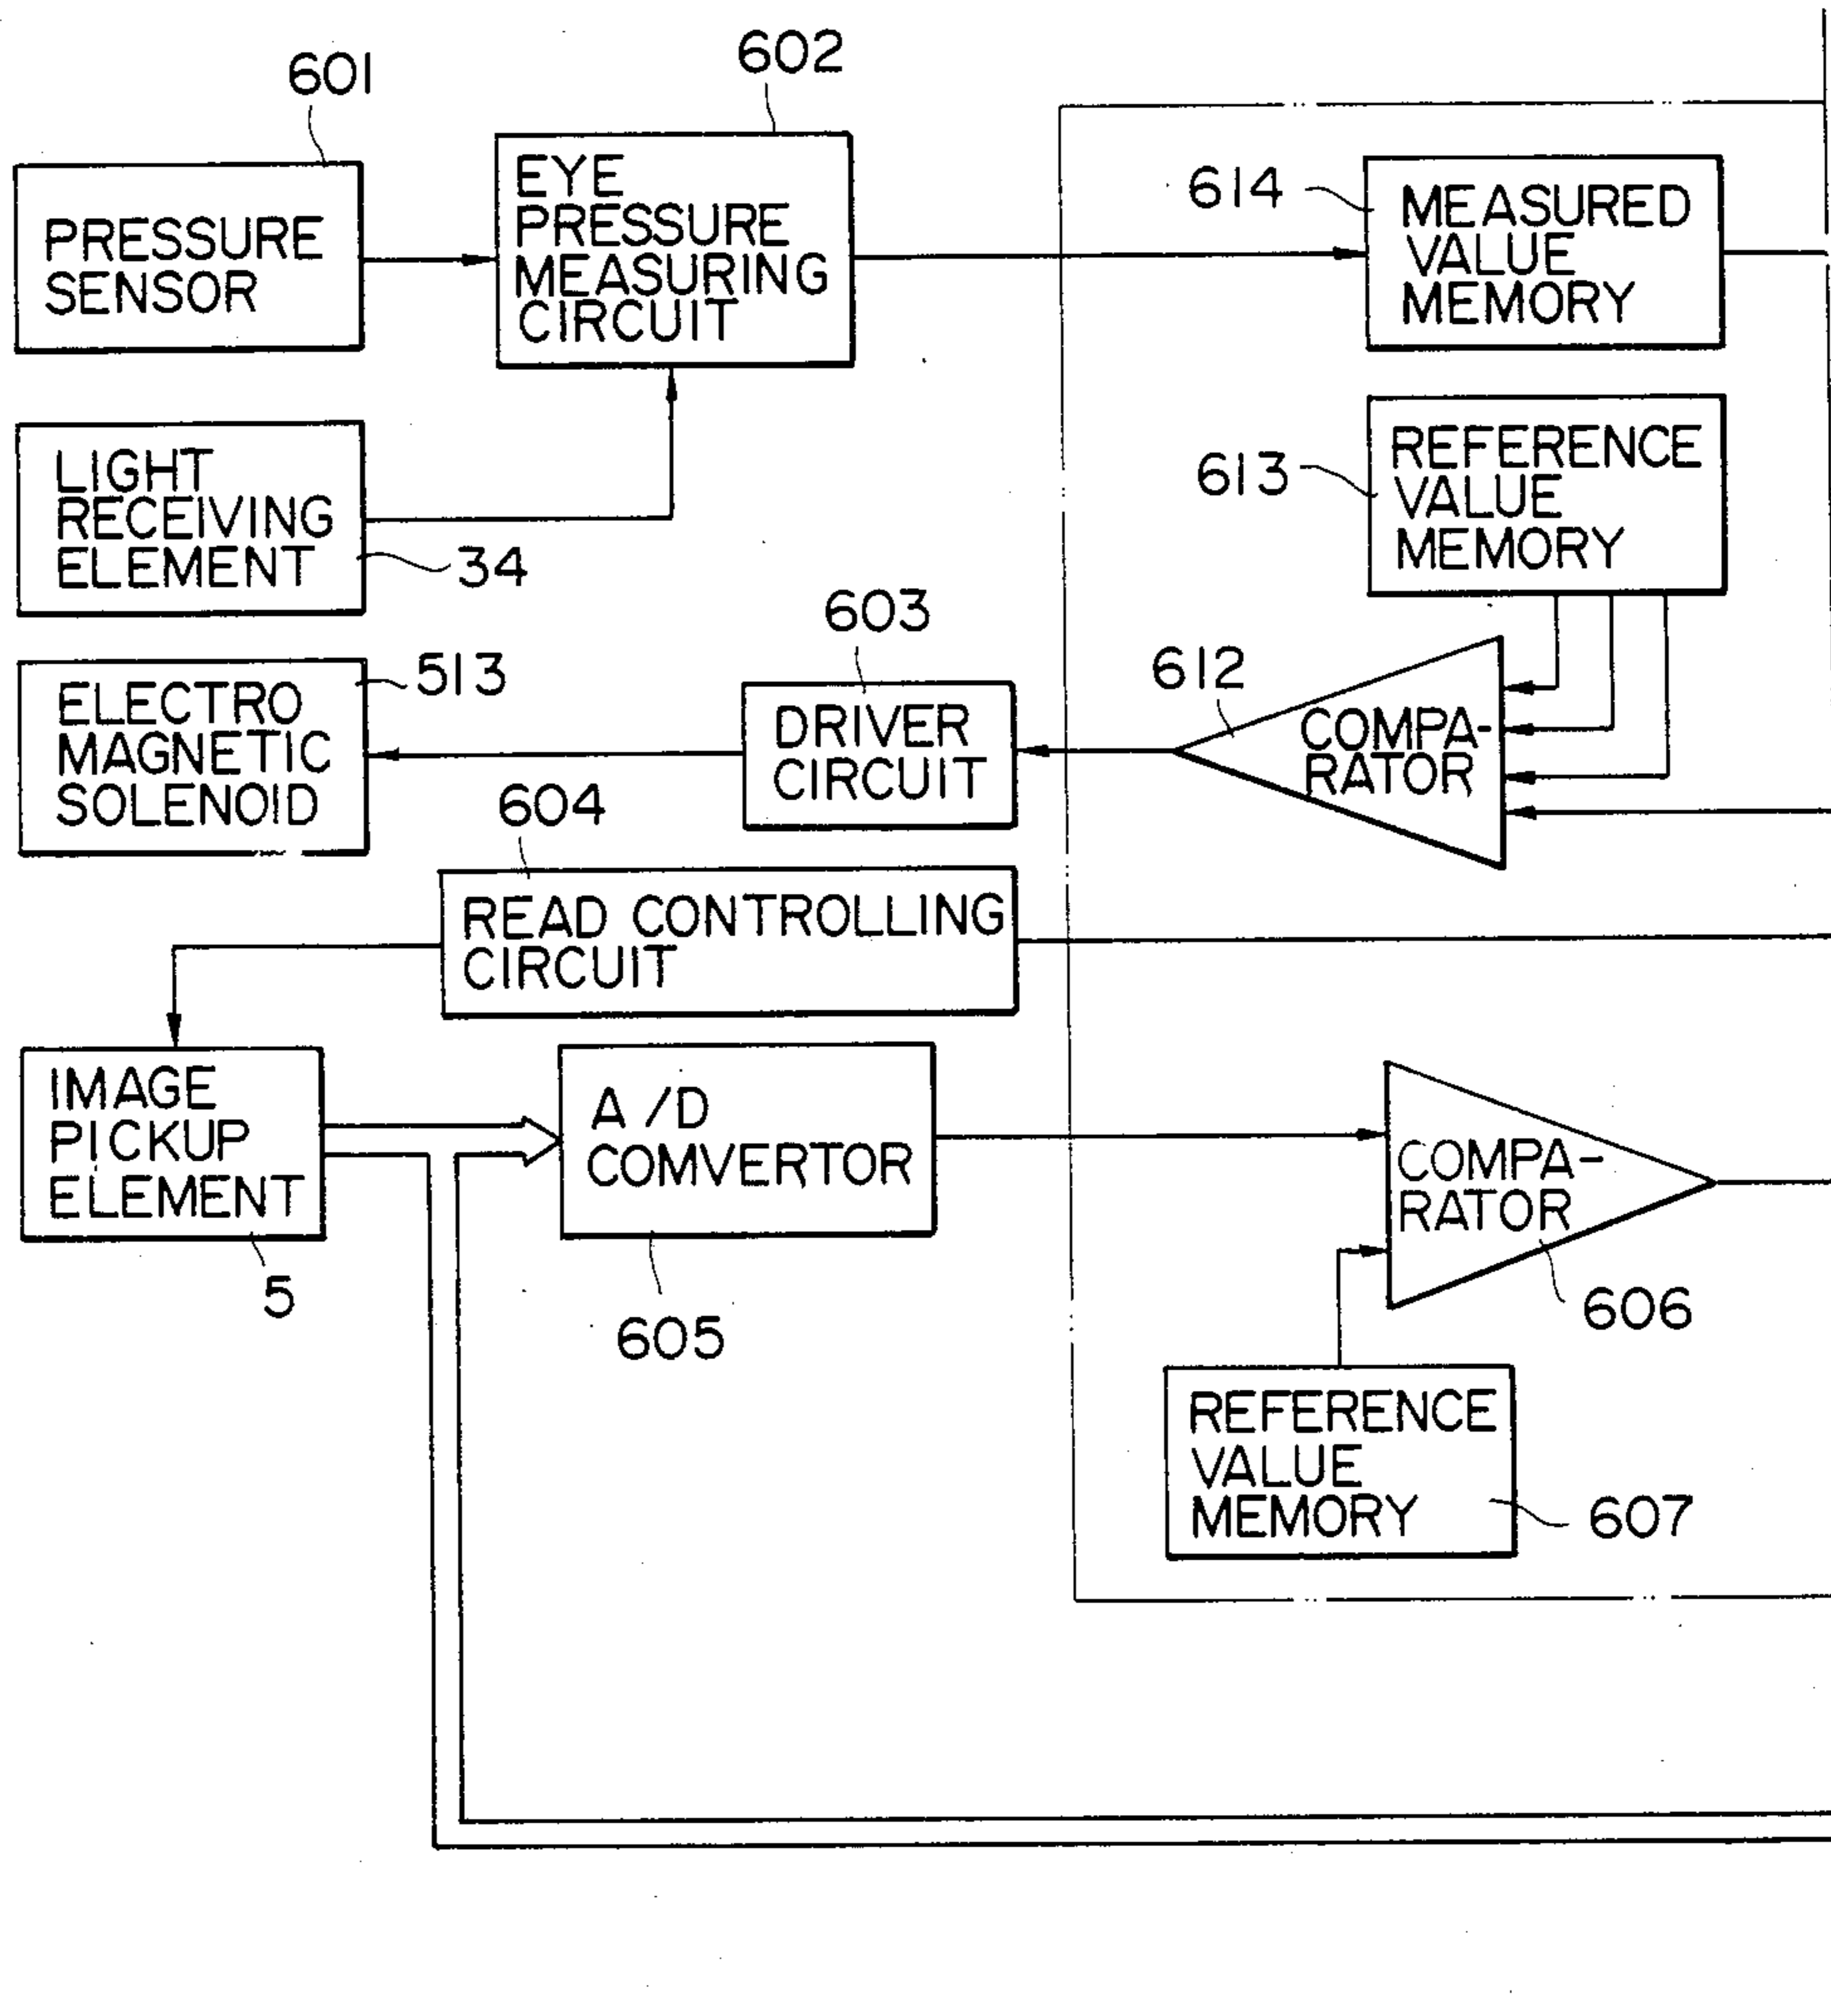 601
602
PRESSURE
SENSOR
EYE
PRESSURE
MEASURING
CIRCUIT
614
MEASURED
VALUE
MEMORY
LIGHT
RECEIVING
ELEMENT
34
613
REFERENCE
VALUE
MEMORY
ELECTRO
MAGNETIC
SOLENOID
513
603
DRIVER
CIRCUIT
612
COMPA-
RATOR
604
READ CONTROLLING
CIRCUIT
IMAGE
PICKUP
ELEMENT
5
A/D
COMVERTOR
605
COMPA-
RATOR
606
REFERENCE
VALUE
MEMORY
607